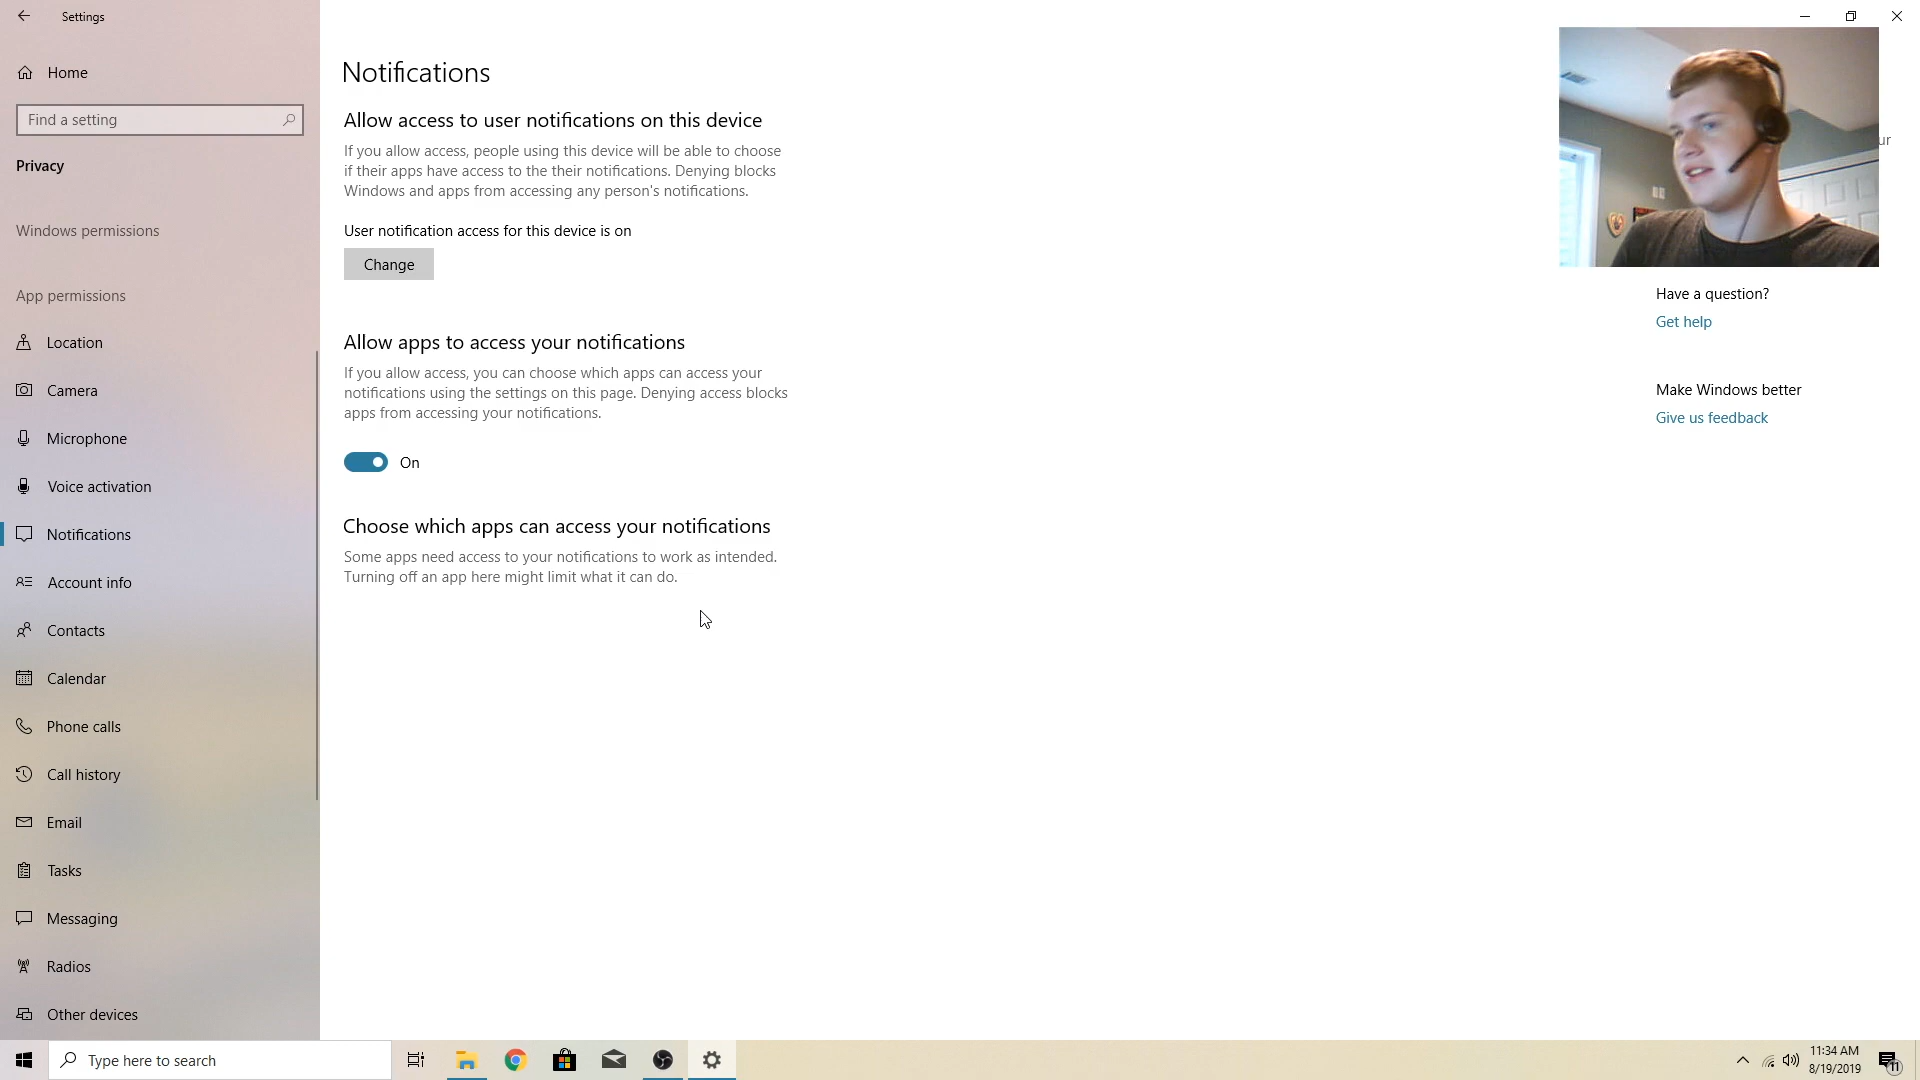 Settings
Home
Find a setting
Privacy
Windows permissions
App permissions
Location
Camera
Microphone
Voice activation
Notifications
Account info
Contacts
Calendar
Phone calls
Call history
Email
Tasks
Messaging
Radios
Other devices
Notifications
Allow access to user notifications on this device
If you allow access, people using this device will be able to choose
if their apps have access to the their notifications. Denying blocks
Windows and apps from accessing any person's notifications.
User notification access for this device is on
Change
Allow apps to access your notifications
If you allow access, you can choose which apps can access your
notifications using the settings on this page. Denying access blocks
apps from accessing your notifications.
On
Choose which apps can access your notifications
Some apps need access to your notifications to work as intended.
Turning off an app here might limit what it can do.
ur
Have a question?
Get help
Make Windows better
Give us feedback
Type here to search
11:34 AM
8/19/2019
11